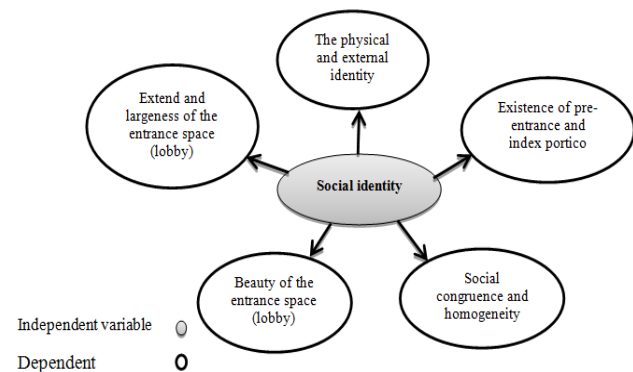 The physical
and external
identity
Extend and
largeness of the
entrance space
(lobby)
Existence of pre-
entrance and
index portico
Social identity
Beauty of the
entrance space
(lobby)
Social
congruence and
homogeneity
Independent variable
Dependent